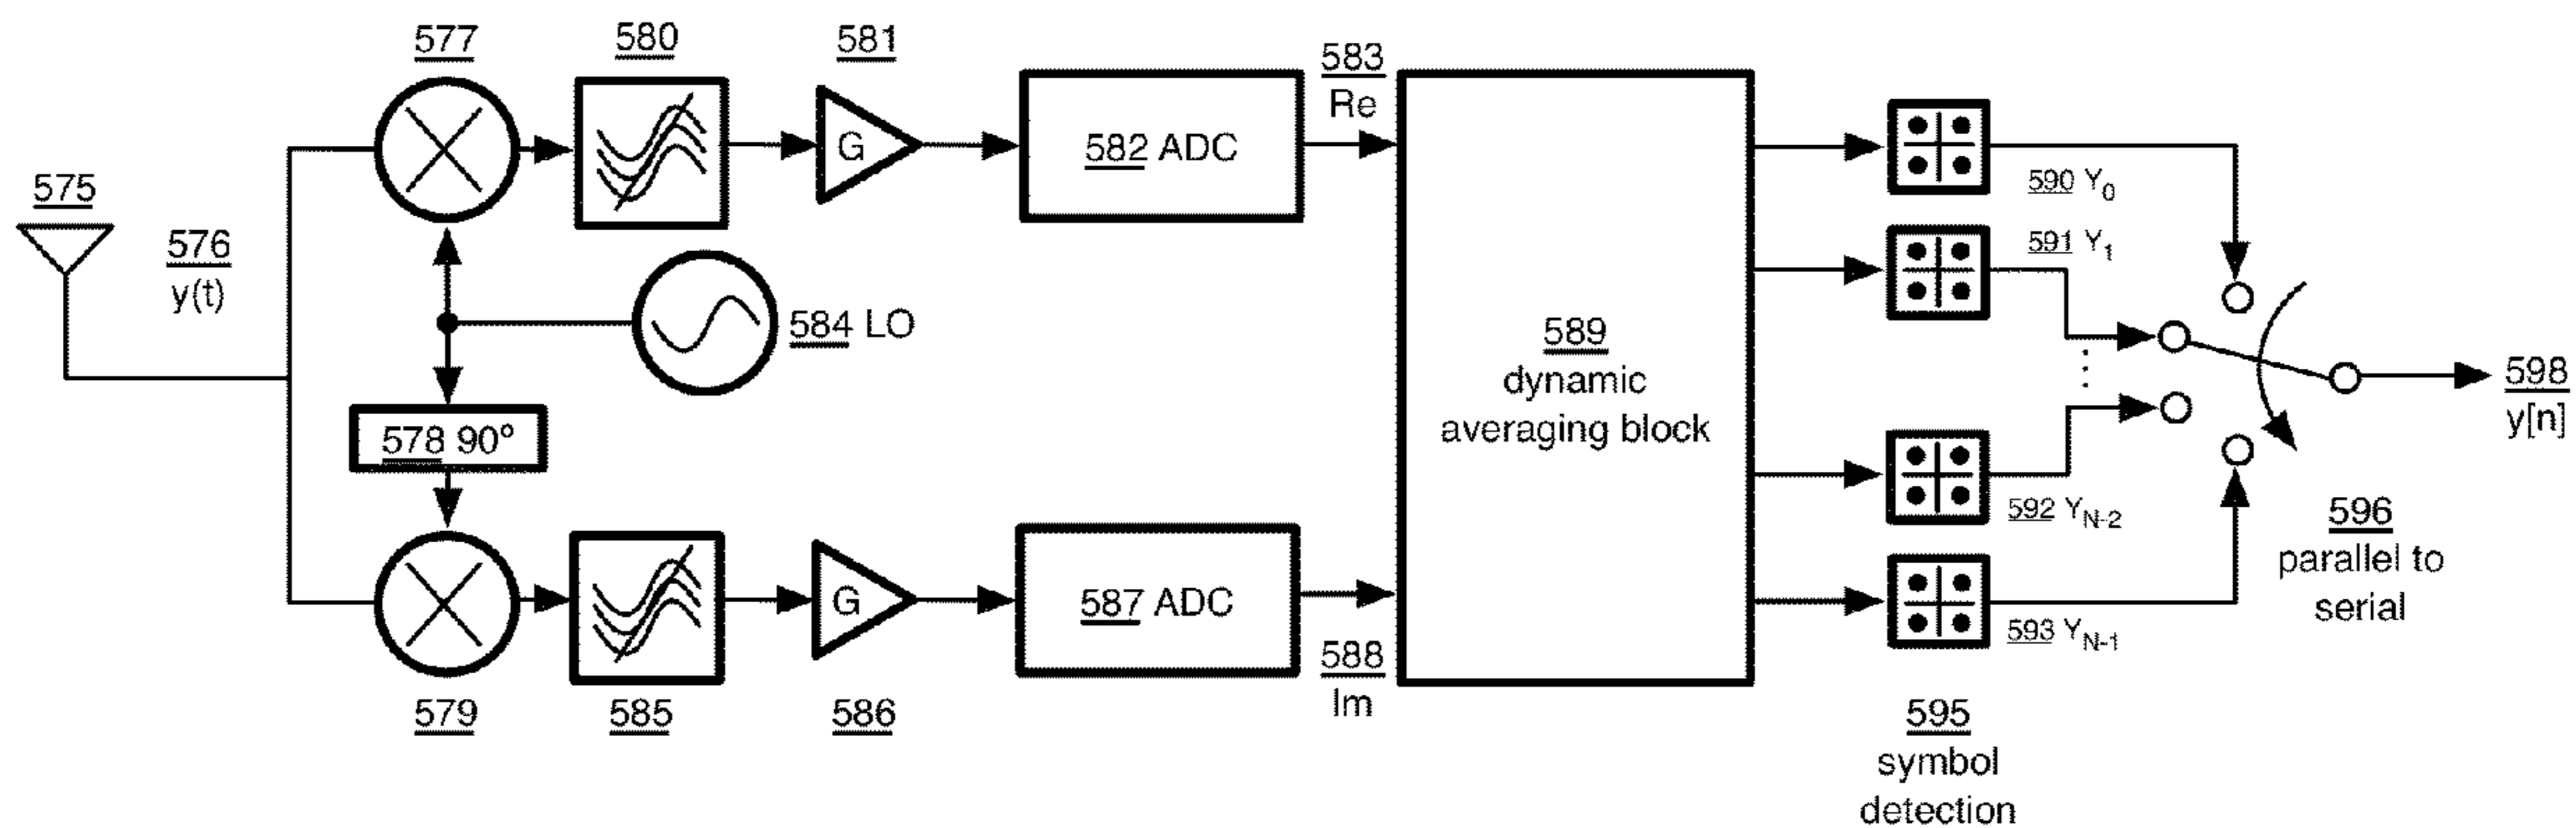 577
580
581
583
Re
575
576
y(t)
G
582 ADC
584 LO
578 90º
589
dynamic
averaging block
590 Y0
591 Y1
592 YN-2
593 YN-1
598
y[n]
596
parallel to
serial
G
587 ADC
588
Im
579
585
586
595
symbol
detection